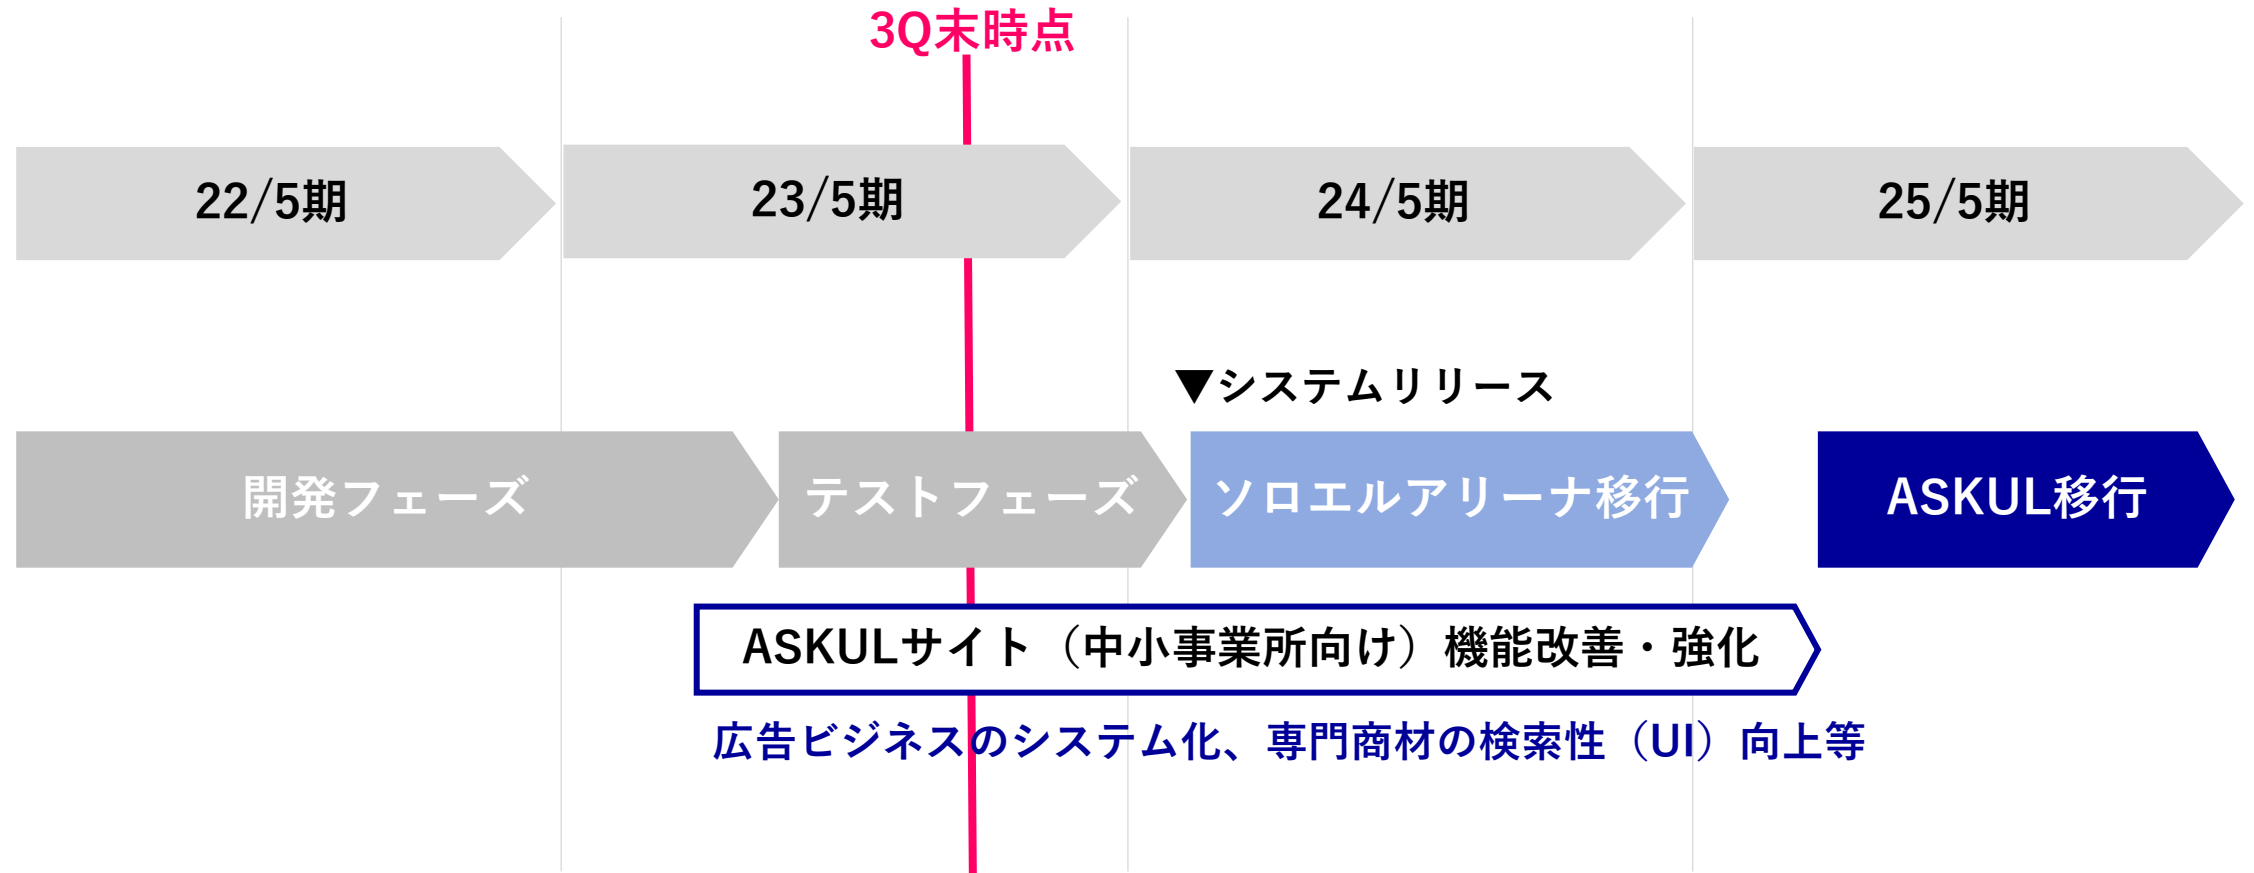 3Q末時点
22/5期
23/5期
24/5期
25/5期
▼システムリリース
開発フェーズ
テストフェーズ
ソロエルアリーナ移行
ASKUL移行
ASKULサイト（中小事業所向け）機能改善・強化
広告ビジネスのシステム化、専門商材の検索性（UI）向上等